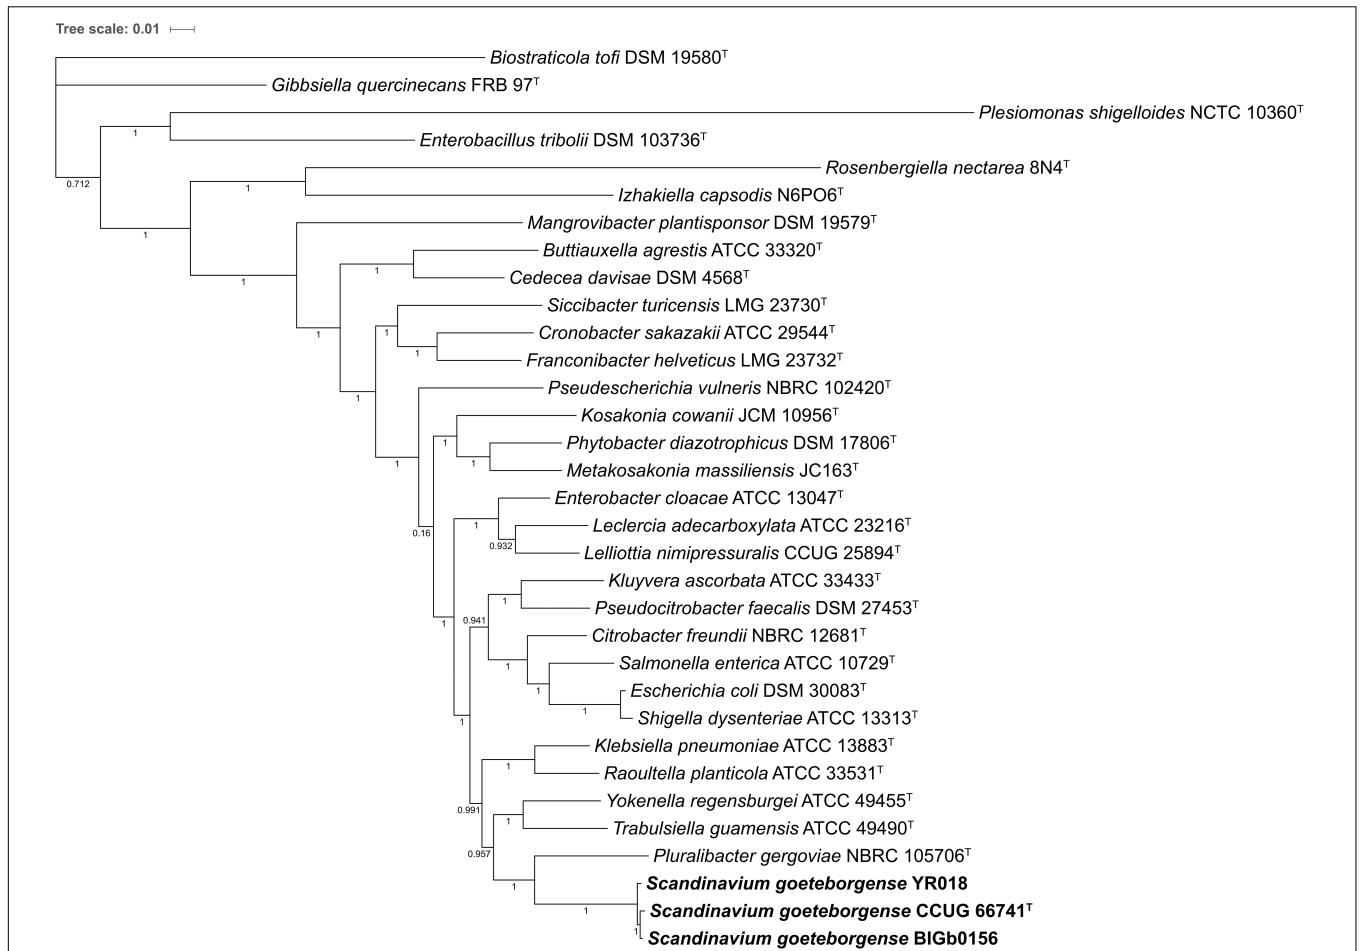 Tree scale: 0.01
Biostraticola tofi DSM 19580ᵀ
Gibbsiella quercinecans FRB 97ᵀ
Plesiomonas shigelloides NCTC 10360ᵀ
1
Enterobacillus tribolii DSM 103736ᵀ
Rosenbergiella nectarea 8N4ᵀ
0.712
1
Izhakiella capsodis N6PO6ᵀ
Mangrovibacter plantisponsor DSM 19579ᵀ
1
Buttiauxella agrestis ATCC 33320ᵀ
1
Cedecea davisae DSM 4568ᵀ
1
Siccibacter turicensis LMG 23730ᵀ
1
1
Cronobacter sakazakii ATCC 29544ᵀ
1
Franconibacter helveticus LMG 23732ᵀ
Pseudescherichia vulneris NBRC 102420ᵀ
1
Kosakonia cowanii JCM 10956ᵀ
1
Phytobacter diazotrophicus DSM 17806ᵀ
1
1
Metakosakonia massiliensis JC163ᵀ
Enterobacter cloacae ATCC 13047ᵀ
1
Leclercia adecarboxylata ATCC 23216ᵀ
0.16
0.932
Lelliottia nimipressuralis CCUG 25894ᵀ
Kluyvera ascorbata ATCC 33433ᵀ
1
Pseudocitrobacter faecalis DSM 27453ᵀ
1
0.941
Citrobacter freundii NBRC 12681ᵀ
1
Salmonella enterica ATCC 10729ᵀ
1
Escherichia coli DSM 30083ᵀ
1
Shigella dysenteriae ATCC 13313ᵀ
1
Klebsiella pneumoniae ATCC 13883ᵀ
1
Raoultella planticola ATCC 33531ᵀ
Yokenella regensburgei ATCC 49455ᵀ
0.991
1
Trabulsiella guamensis ATCC 49490ᵀ
0.957
Pluralibacter gergoviae NBRC 105706ᵀ
1
Scandinavium goeteborgense YR018
1
Scandinavium goeteborgense CCUG 66741ᵀ
1
Scandinavium goeteborgense BIGb0156